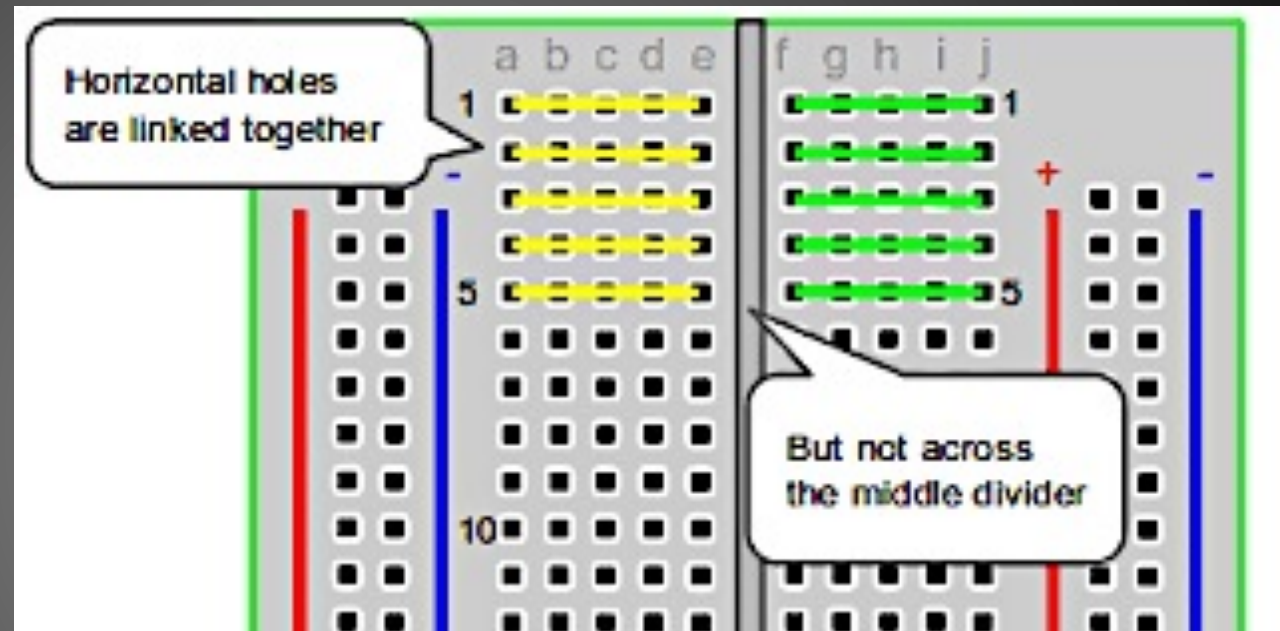 Horizontal holes
are linked together
a b c d e f g h i j
1 1
- + -
5 5
But not across
the middle divider
10